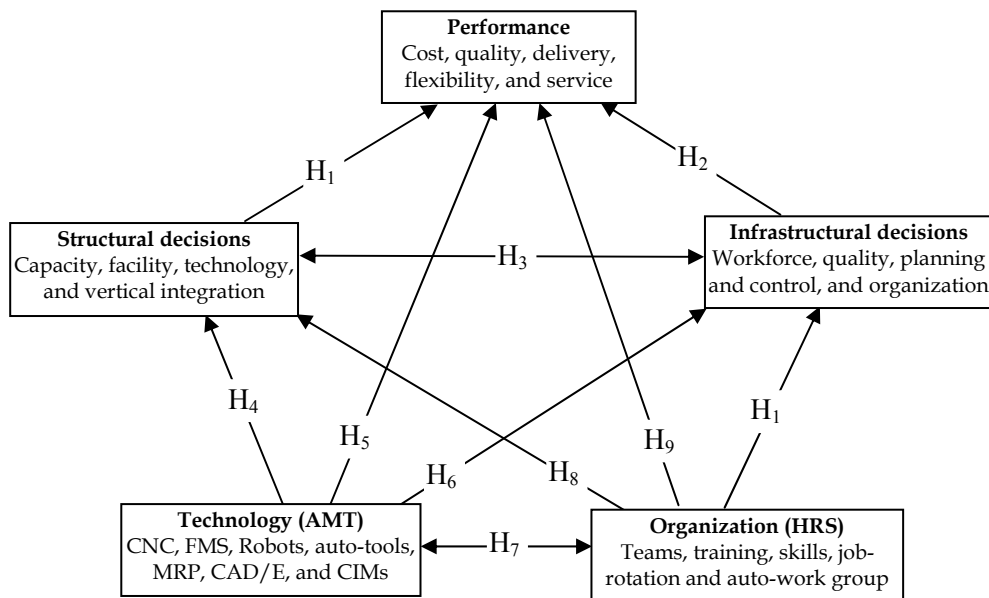 Performance
Cost, quality, delivery,
flexibility, and service
H₁
H₂
Structural decisions
Capacity, facility, technology,
and vertical integration
H₃
Infrastructural decisions
Workforce, quality, planning
and control, and organization
H₄
H₅
H₆
H₈
H₉
H₁
Technology (AMT)
CNC, FMS, Robots, auto-tools,
MRP, CAD/E, and CIMs
H₇
Organization (HRS)
Teams, training, skills, job-
rotation and auto-work group